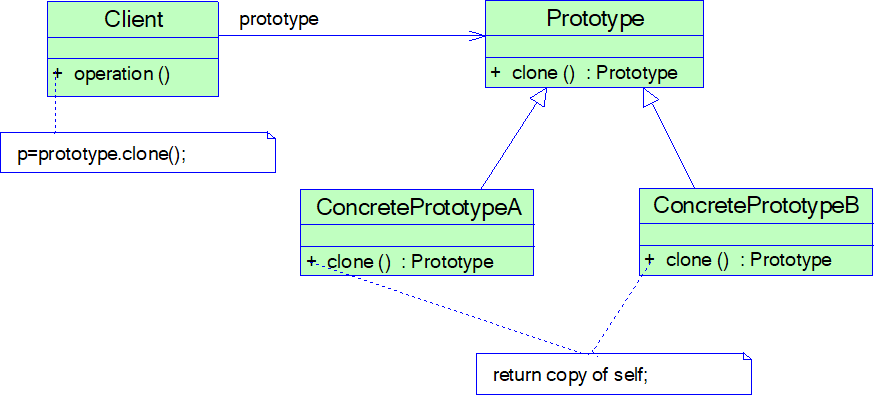 Client
prototype
Prototype
+ operation ()
+ clone () : Prototype
p=prototype.clone();
ConcretePrototypeA
ConcretePrototypeB
+ clone () : Prototype
+ clone () : Prototype
return copy of self;